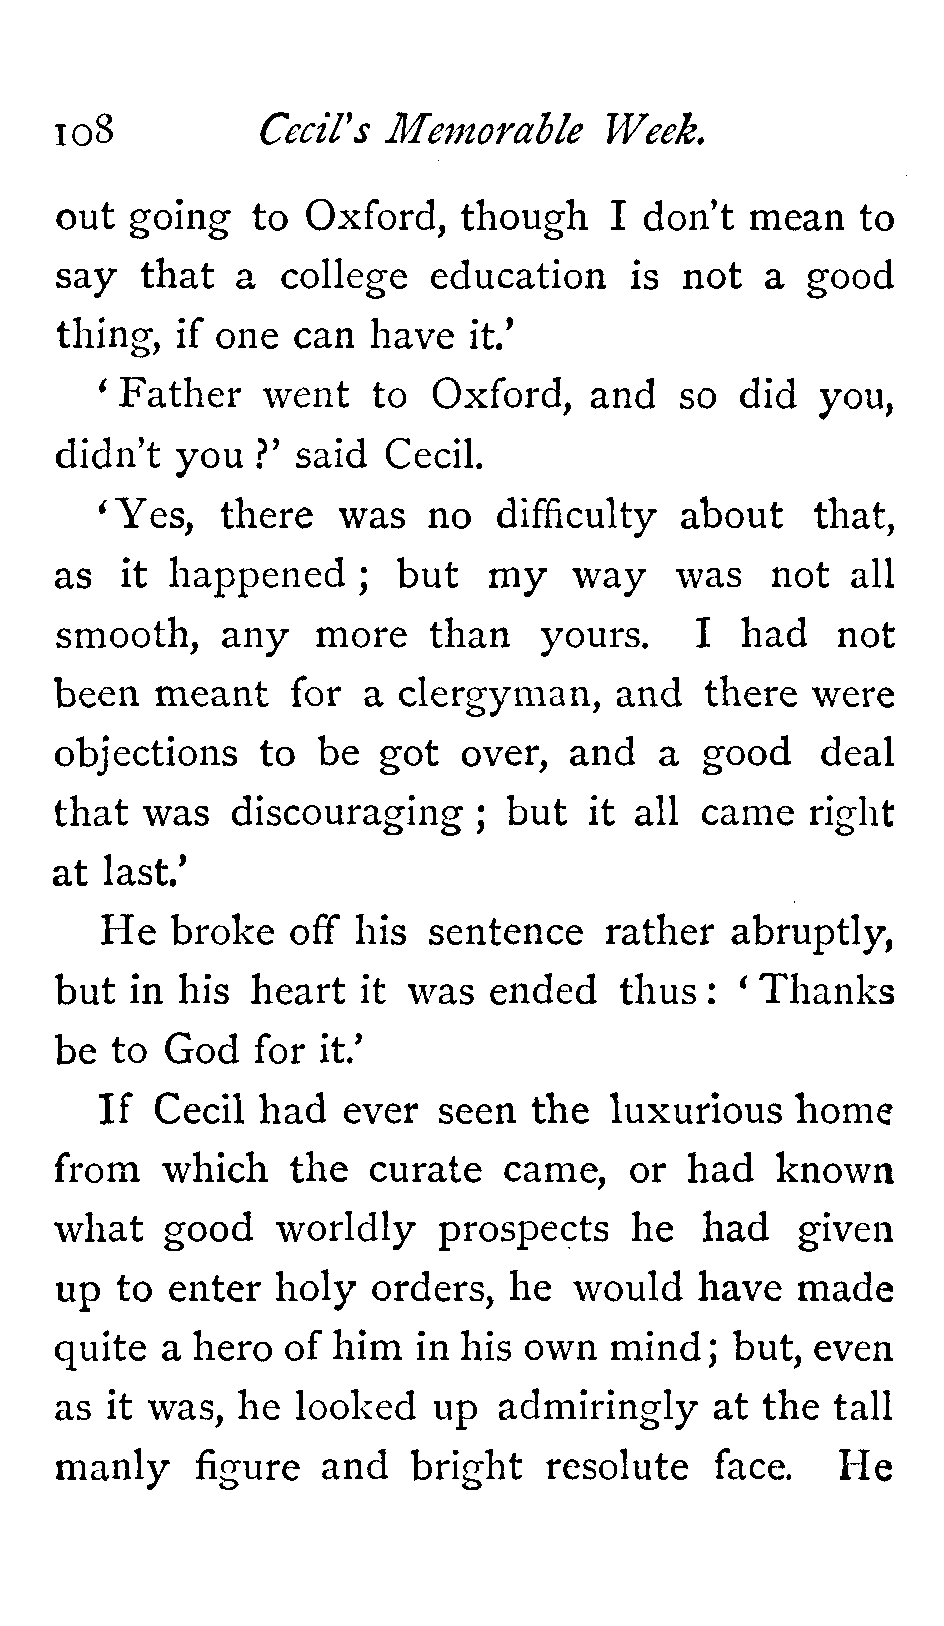 108 Cecil's Memorable Week.
out going to Oxford, though I don't mean to
say that a college education is not a good
thing, if one can have it.'
‘Father went to Oxford, and so did you,
didn't you?' said Cecil.
‘Yes, there was no difficulty about that,
as it happened; but my way was not all
smooth, any more than yours. I had not
been meant for a clergyman, and there were
objections to be got over, and a good deal
that was discouraging; but it all came right
at last.'
He broke off his sentence rather abruptly,
but in his heart it was ended thus: ‘Thanks
be to God for it.'
If Cecil had ever seen the luxurious home
from which the curate came, or had known
what good worldly prospects he had given
up to enter holy orders, he would have made
quite a hero of him in his own mind; but, even
as it was, he looked up admiringly at the tall
manly figure and bright resolute face. He